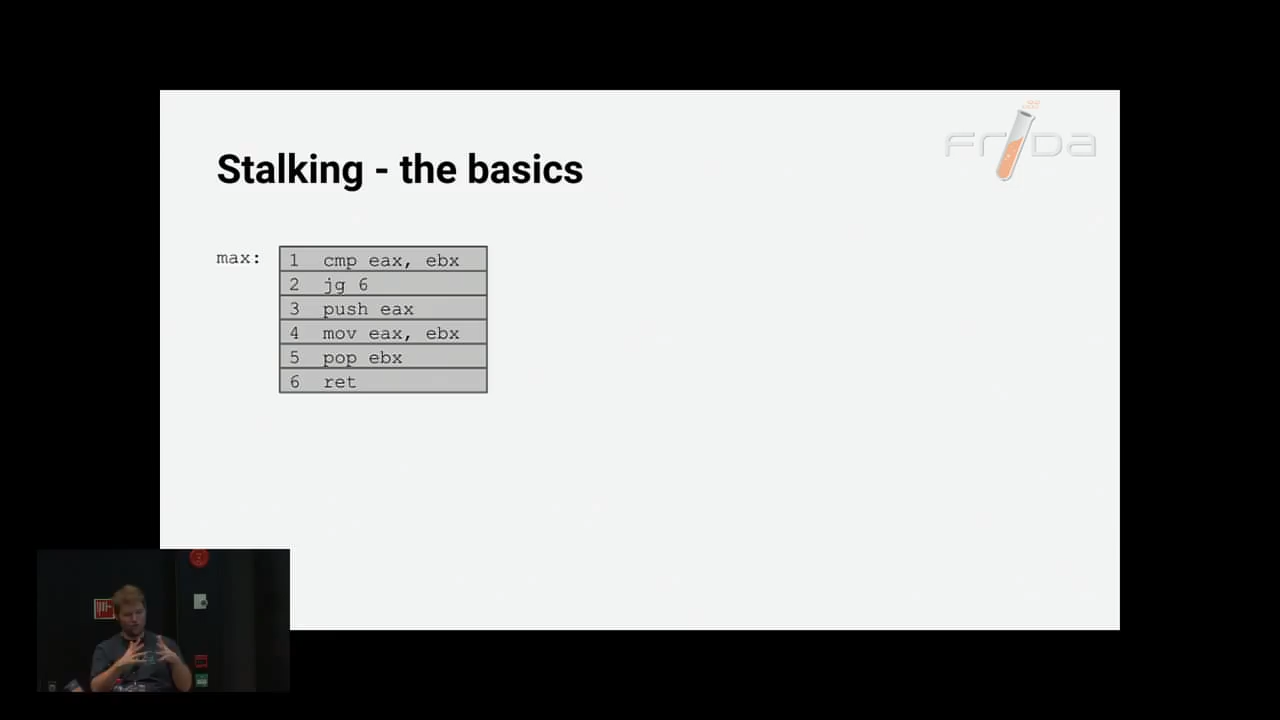 FRIDA
Stalking - the basics
max:
1 cmp eax, ebx
2 jg 6
3 push eax
4 mov eax, ebx
5 pop ebx
6 ret